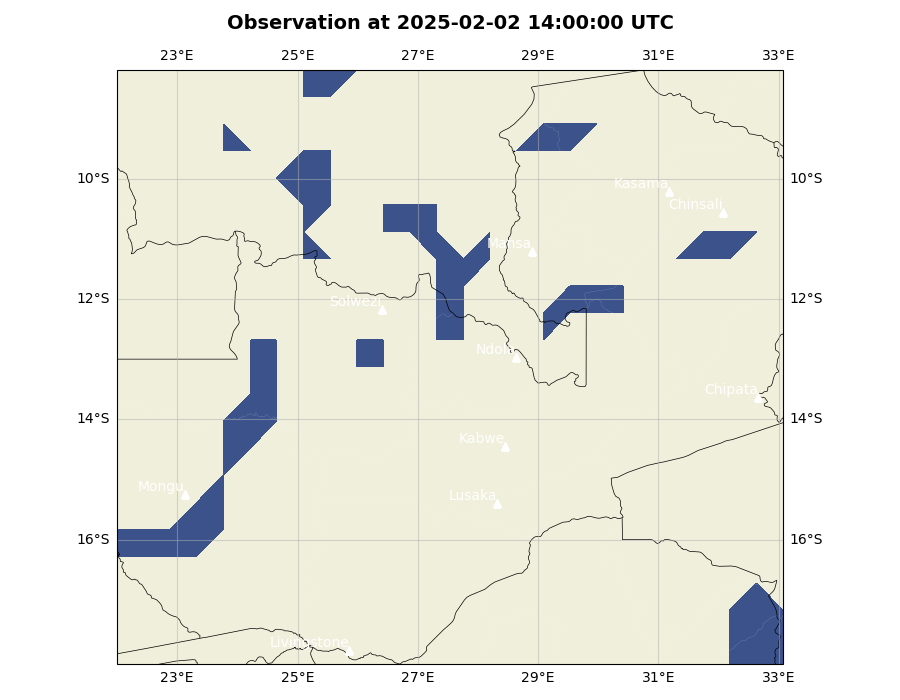 Observation at 2025-02-02 14:00:00 UTC
23°E 25°E 27°E 29°E 31°E 33°E
10°S 10°S
Kasama
Chinsali
Mansa
12°S 12°S
Solwezi
Ndola
Chipata
14°S 14°S
Kabwe
Mongu
Lusaka
16°S 16°S
Livingstone
23°E 25°E 27°E 29°E 31°E 33°E